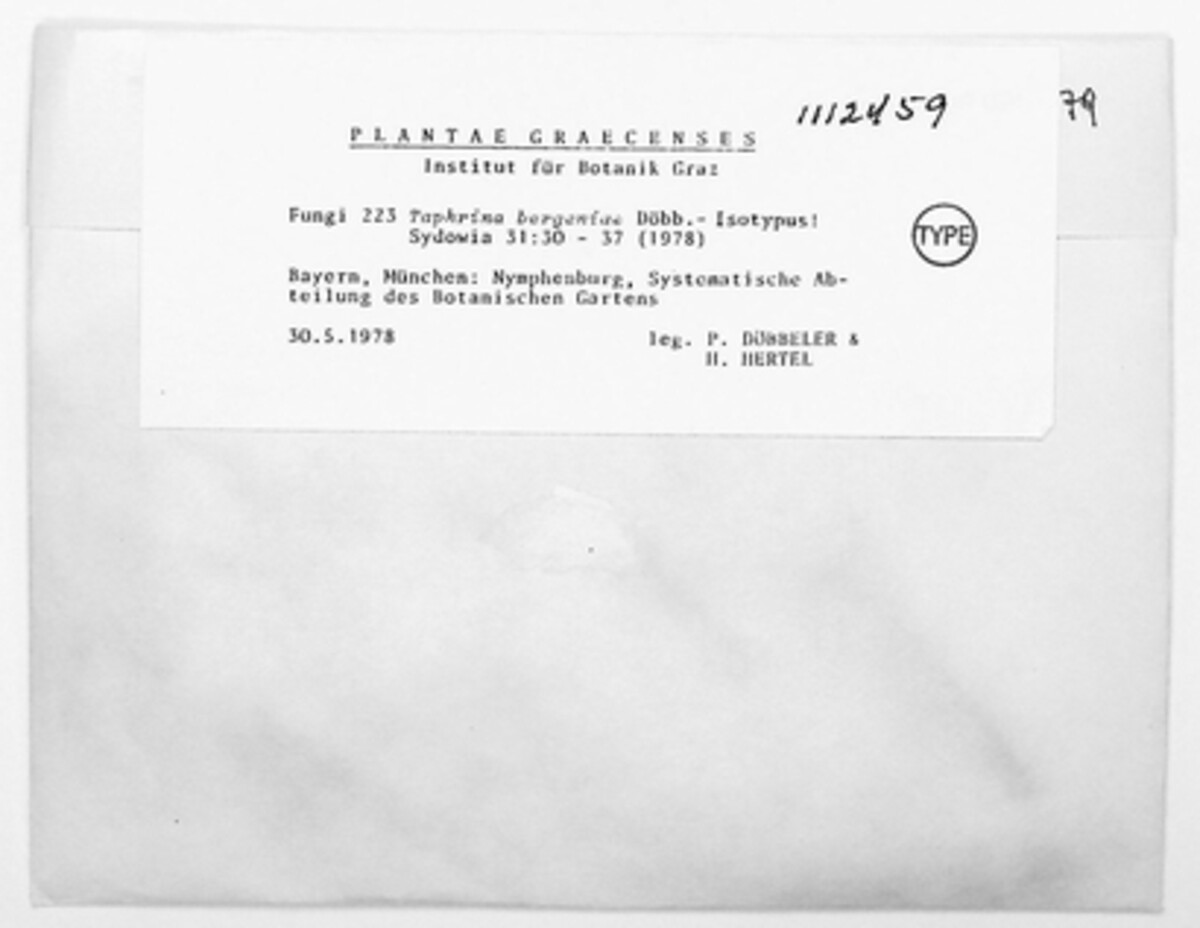 1112459
79
PLANTAE GRAECENSES
Institut für Botanik Graz
Fungi 223 Taphrina bergeniae Döbb.- Isotypus!
Sydowia 31:30 - 37 (1978)
TYPE
Bayern, München: Nymphenburg, Systematische Ab-
teilung des Botanischen Gartens
30.5.1978 leg. P. DÖBBELER &
H. HERTEL